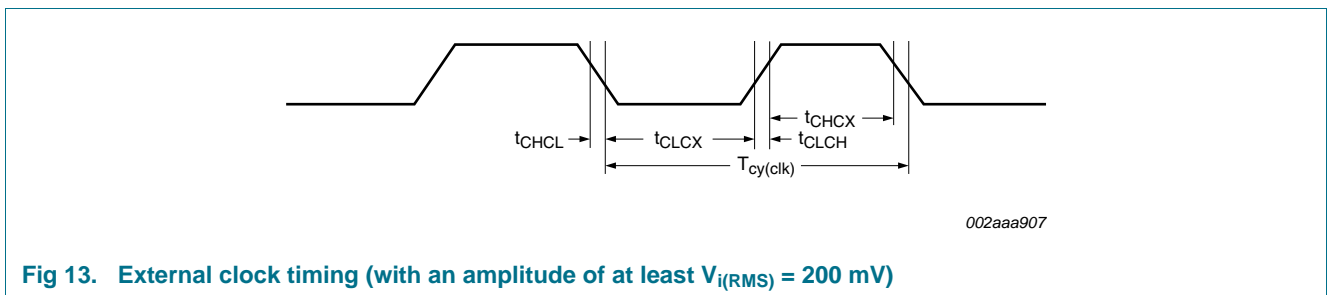 tCHCX
tCHCL tCLCX tCLCH
Tcy(clk)
002aaa907
Fig 13. External clock timing (with an amplitude of at least Vi(RMS) = 200 mV)